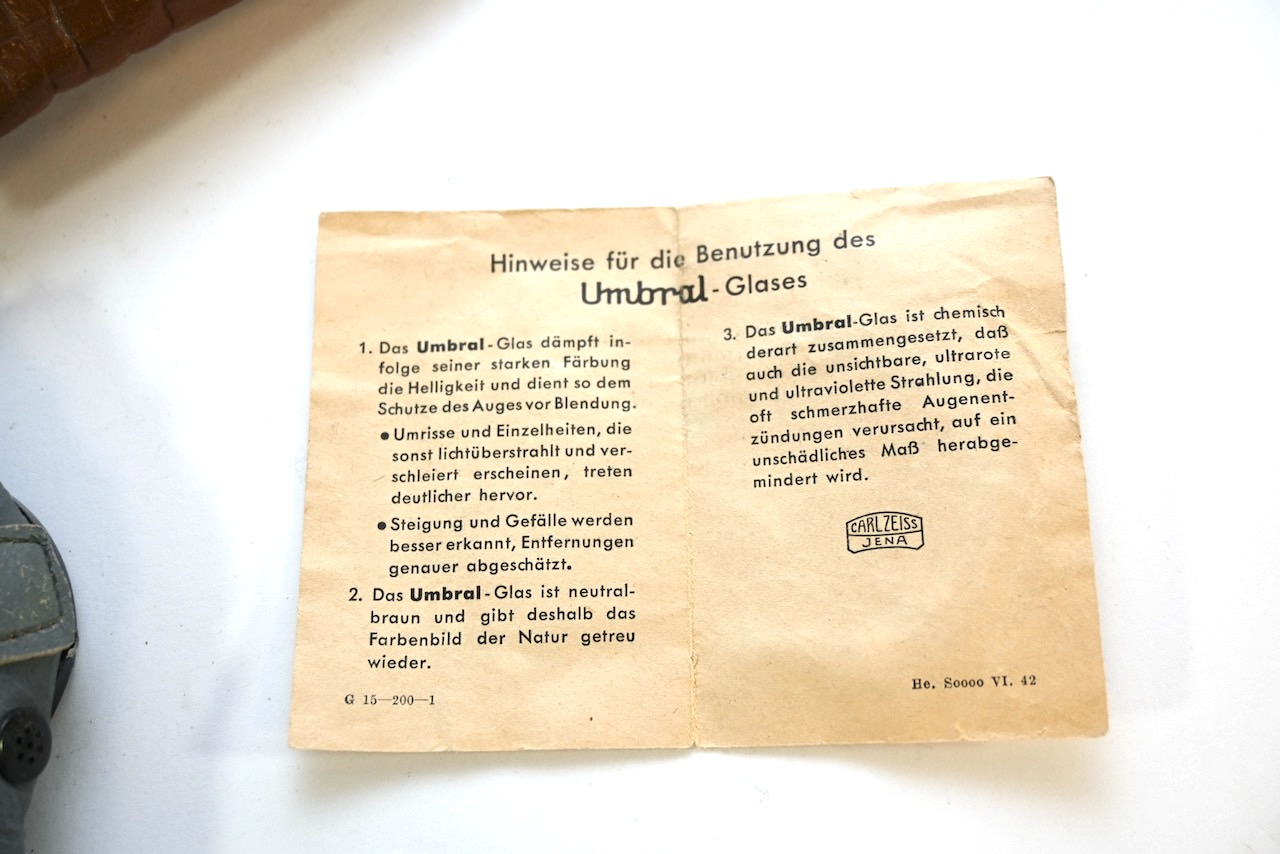 Hinweise für die Benutzung des
Umbral-Glases
1. Das Umbral-Glas dämpft in-
folge seiner starken Färbung
die Helligkeit und dient so dem
Schutze des Auges vor Blendung.
● Umrisse und Einzelheiten, die
sonst lichtüberstrahlt und ver-
schleiert erscheinen, treten
deutlicher hervor.
● Steigung und Gefälle werden
besser erkannt, Entfernungen
genauer abgeschätzt.
2. Das Umbral-Glas ist neutral-
braun und gibt deshalb das
Farbenbild der Natur getreu
wieder.
G 15—200—1
3. Das Umbral-Glas ist chemisch
derart zusammengesetzt, daß
auch die unsichtbare, ultrarote
und ultraviolette Strahlung, die
oft schmerzhafte Augenent-
zündungen verursacht, auf ein
unschädliches Maß herabge-
mindert wird.
CARL ZEISS
JENA
He. 50000 VI. 42